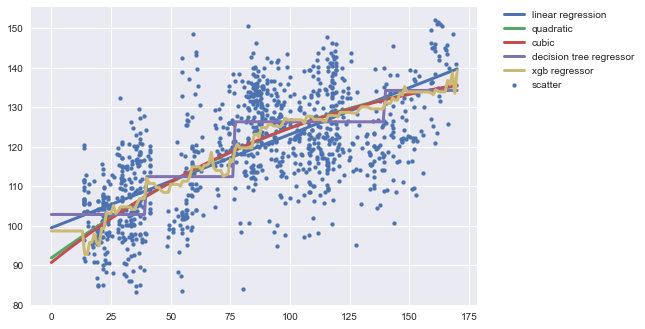 linear regression
quadratic
cubic
decision tree regressor
xgb regressor
scatter
150
140
130
120
110
100
90
80
0
25
50
75
100
125
150
175